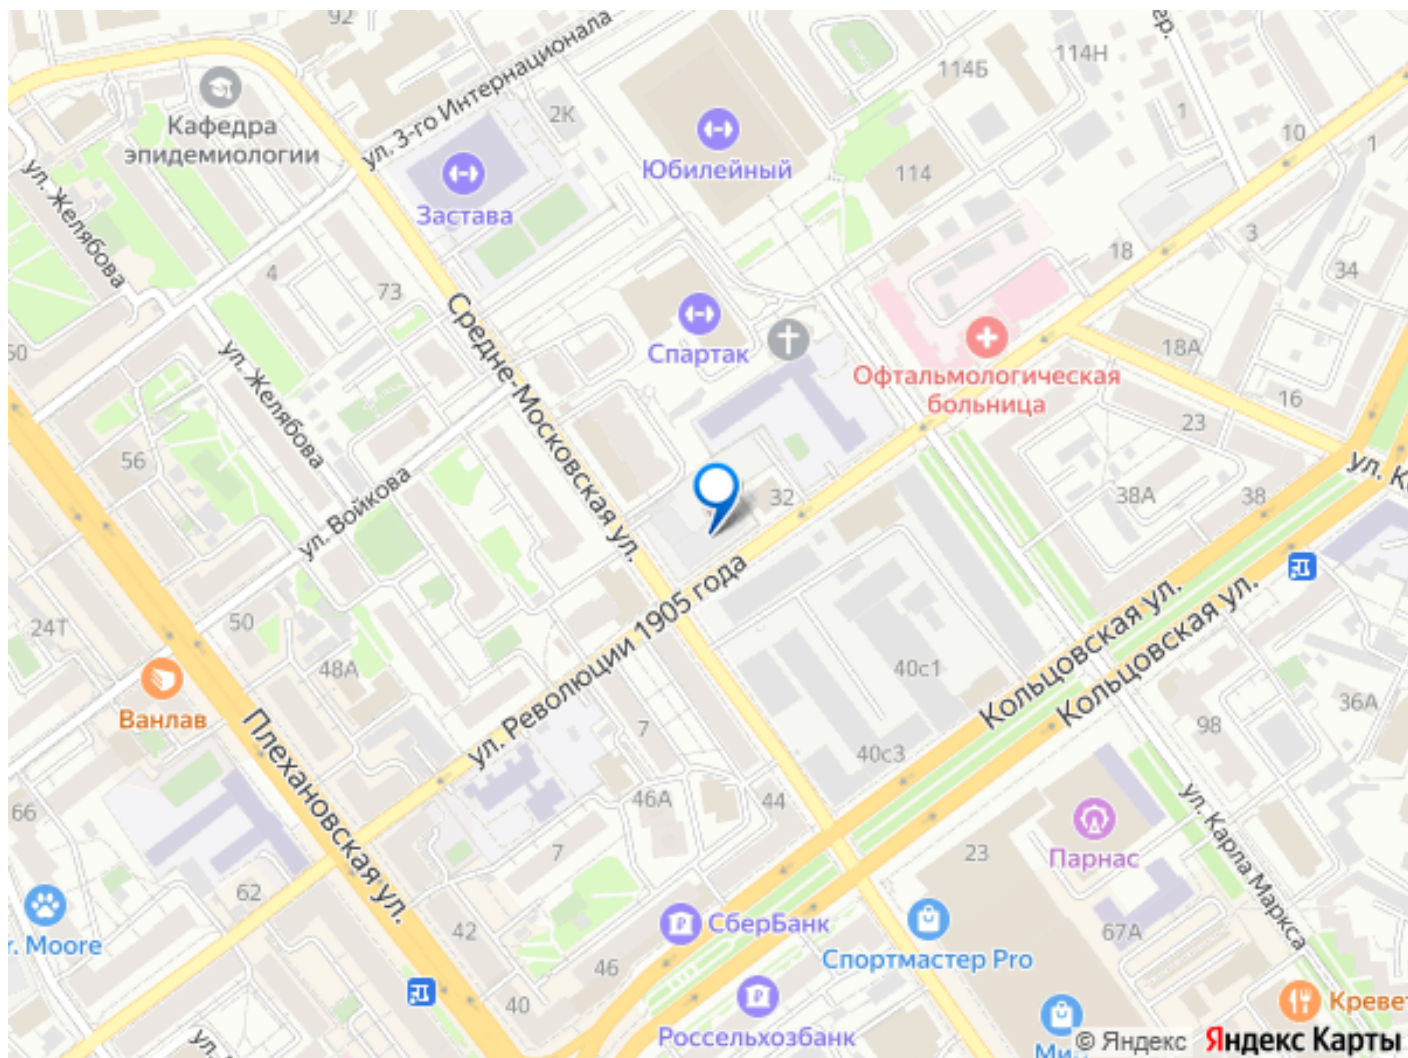 92
ул. 3-го Интернационала
2К
114Б
114Н
ер.
Кафедра
эпидемиологии
1
10
1
Юбилейный
114
ул. Желябова
Застава
3
18
34
4
73
Средне-Московская ул.
Спартак
18А
Офтальмологическая
больница
50
ул. Желябова
16
23
56
ул. Войкова
32
38А
38
ул. К
24Т
50
48А
ул. Революции 1905 года
Кольцовская ул.
Кольцовская ул.
40с1
Ванлав
Плехановская ул.
7
98
36А
40с3
66
46А
44
ул. Карла Маркса
7
23
Парнас
62
r. Moore
42
СберБанк
67А
46
Спортмастер Pro
40
Россельхозбанк
Кревет
ул.
© Яндекс
Яндекс Карты